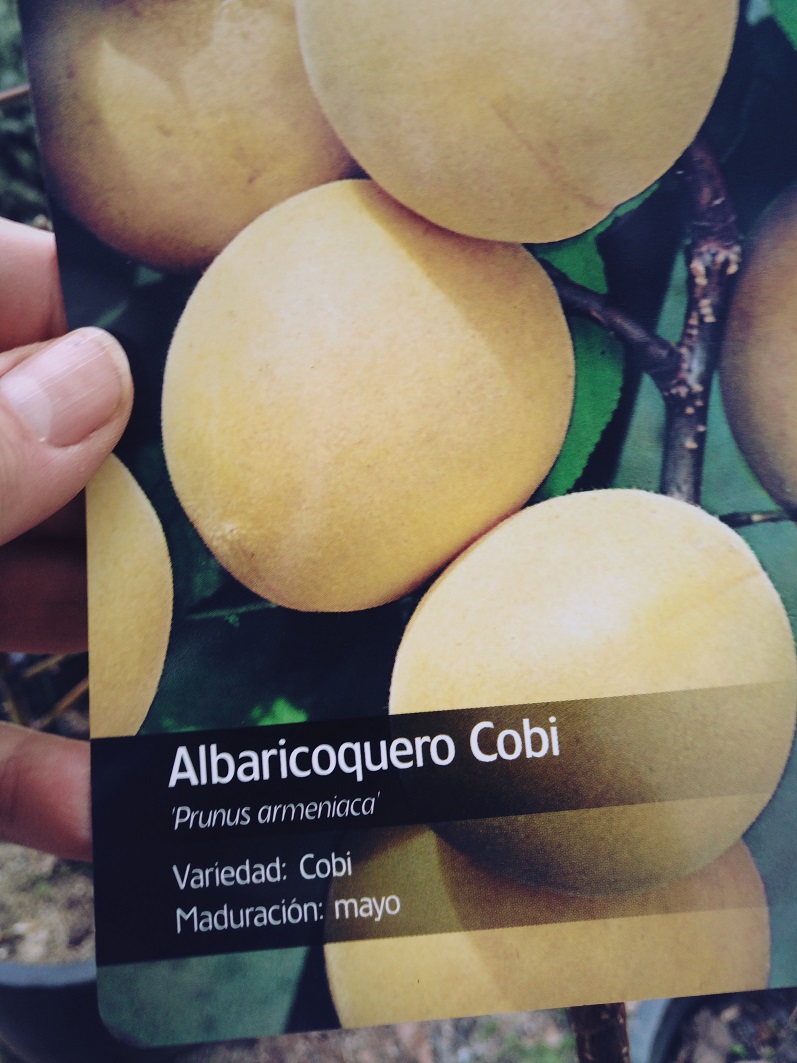 Albaricoquero Cobi
'Prunus armeniaca'
Variedad: Cobi
Maduración: mayo